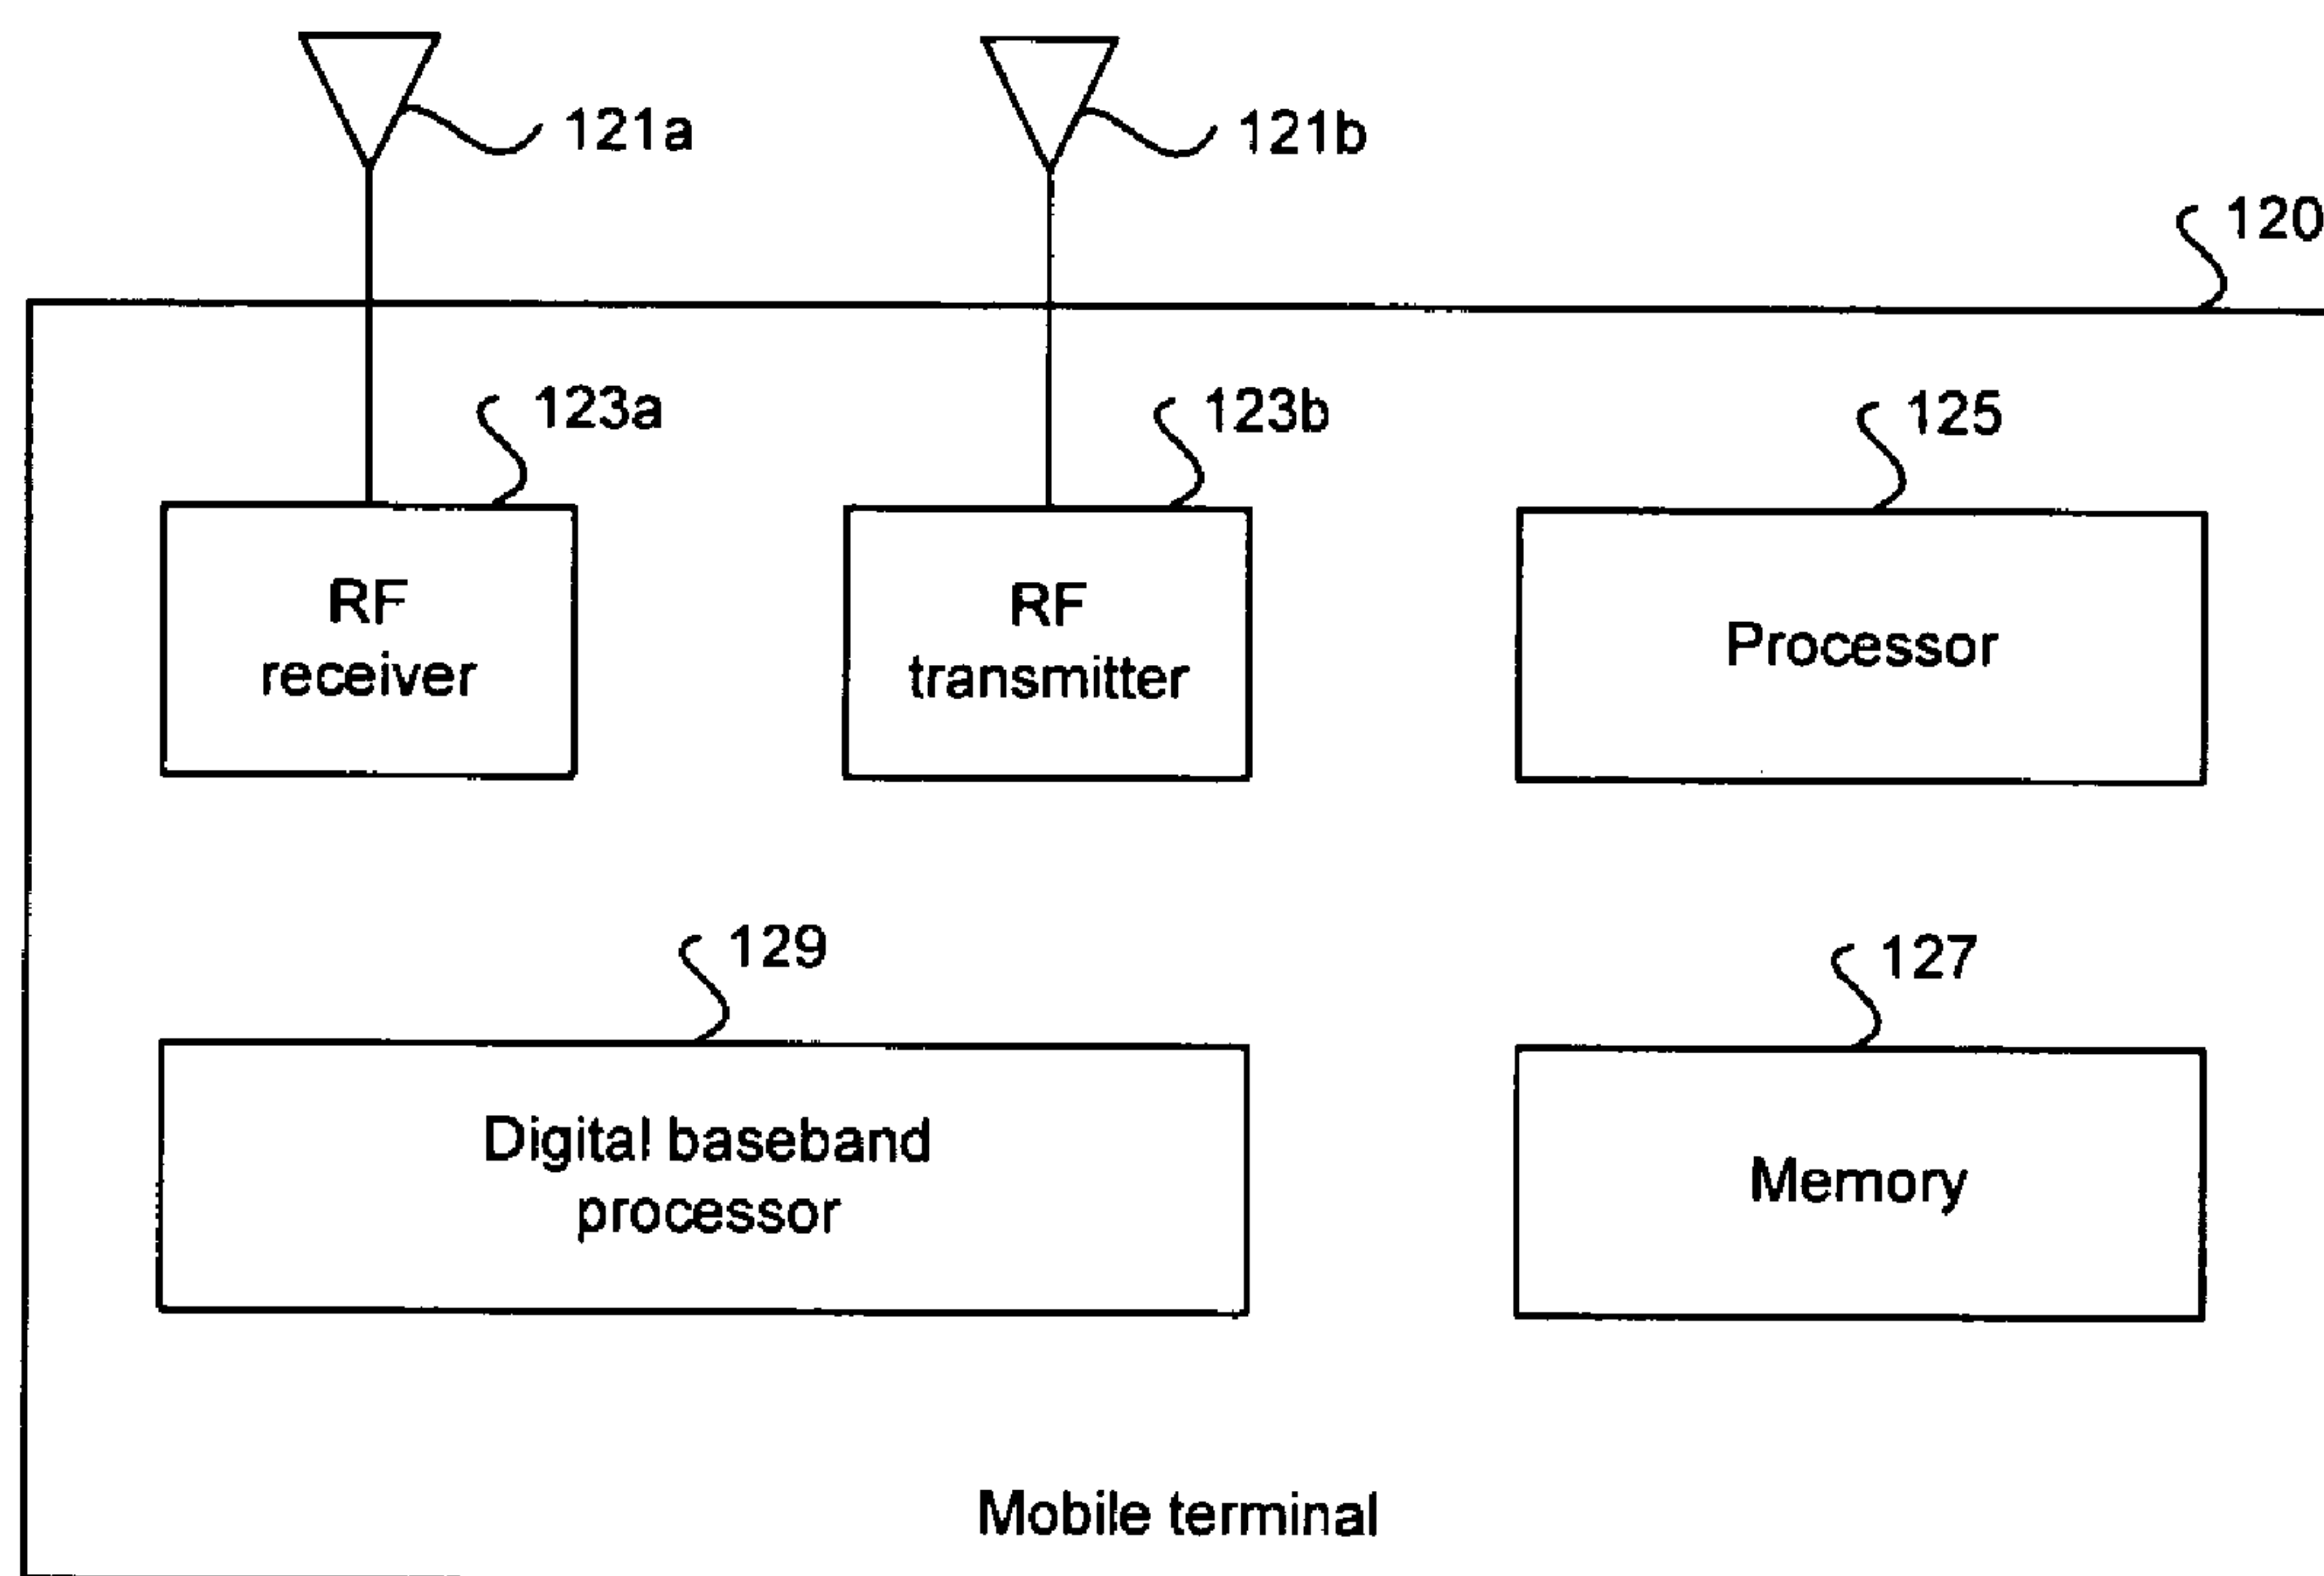 121a
121b
120
123a
123b
125
RF
receiver
RF
transmitter
Processor
129
127
Digital baseband
processor
Memory
Mobile terminal